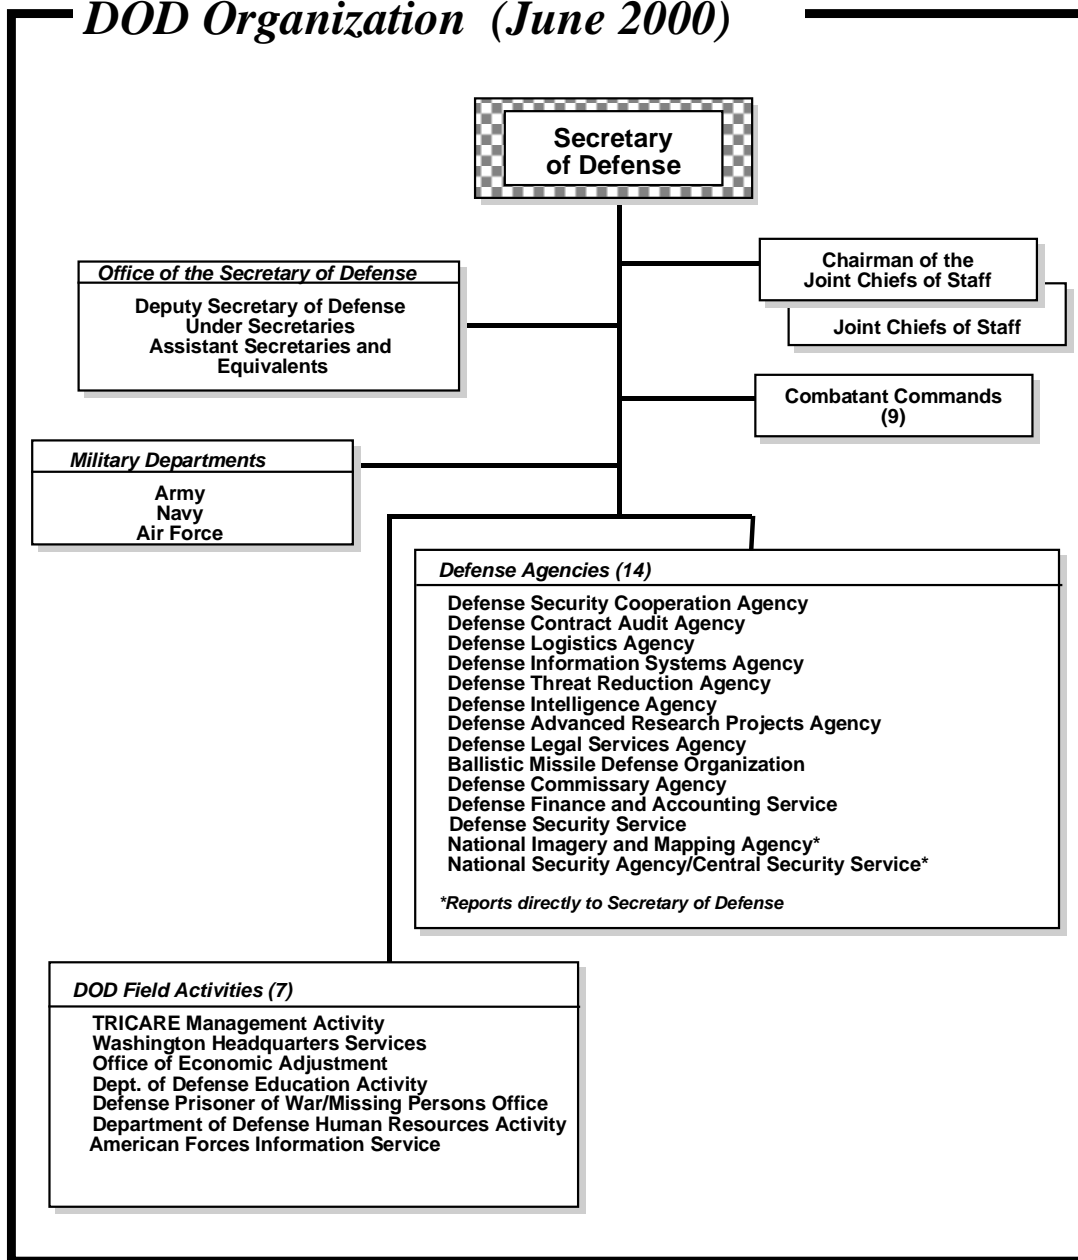 DOD Organization (June 2000)
Secretary
of Defense
Office of the Secretary of Defense
Deputy Secretary of Defense
Under Secretaries
Assistant Secretaries and
Equivalents
Chairman of the
Joint Chiefs of Staff
Joint Chiefs of Staff
Combatant Commands
(9)
Military Departments
Army
Navy
Air Force
Defense Agencies (14)
Defense Security Cooperation Agency
Defense Contract Audit Agency
Defense Logistics Agency
Defense Information Systems Agency
Defense Threat Reduction Agency
Defense Intelligence Agency
Defense Advanced Research Projects Agency
Defense Legal Services Agency
Ballistic Missile Defense Organization
Defense Commissary Agency
Defense Finance and Accounting Service
Defense Security Service
National Imagery and Mapping Agency*
National Security Agency/Central Security Service*
*Reports directly to Secretary of Defense
DOD Field Activities (7)
TRICARE Management Activity
Washington Headquarters Services
Office of Economic Adjustment
Dept. of Defense Education Activity
Defense Prisoner of War/Missing Persons Office
Department of Defense Human Resources Activity
American Forces Information Service